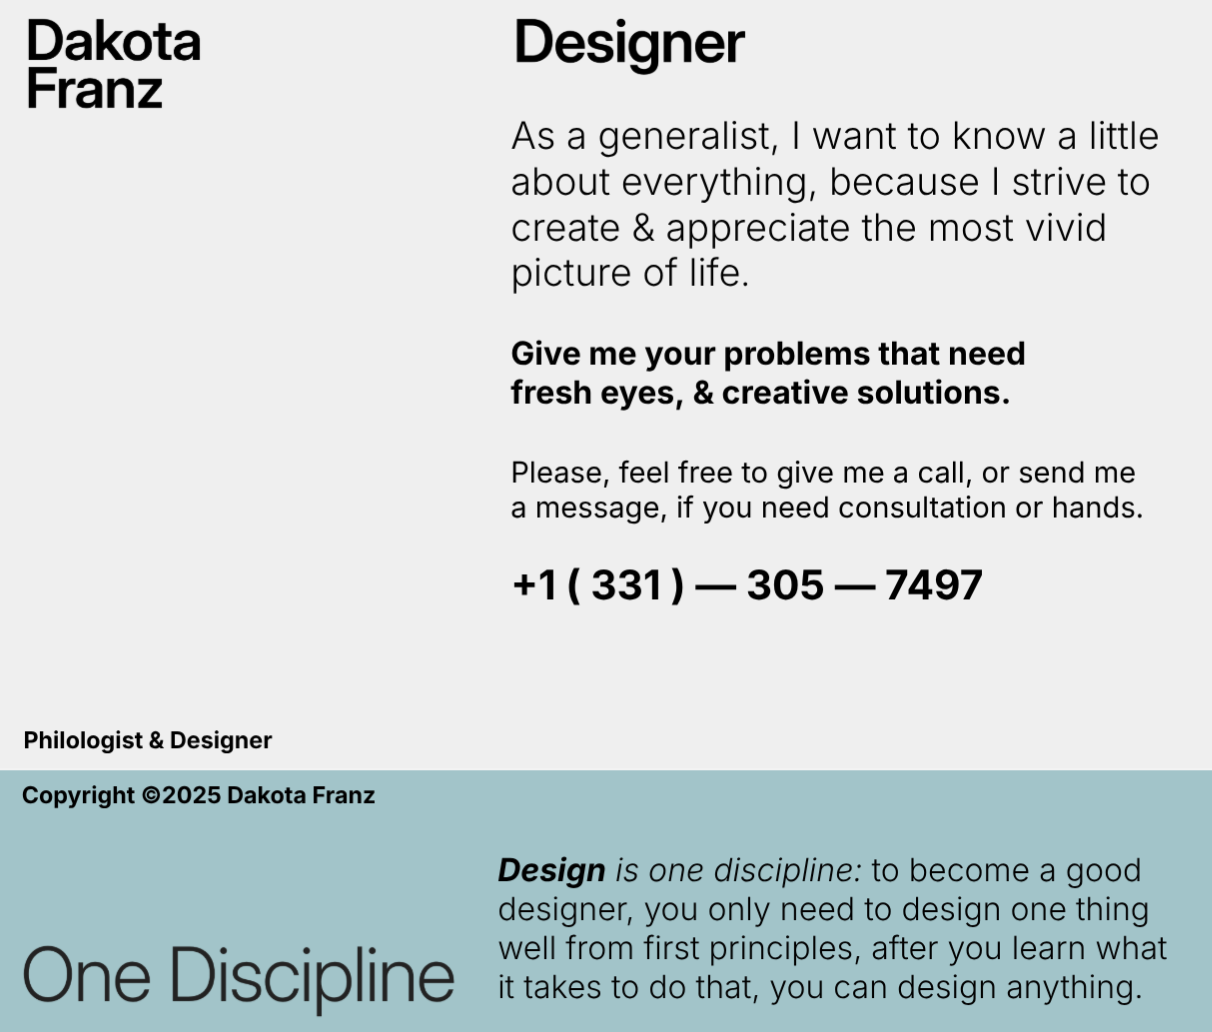 Dakota
Franz
Designer
As a generalist, I want to know a little
about everything, because I strive to
create & appreciate the most vivid
picture of life.
Give me your problems that need
fresh eyes, & creative solutions.
Please, feel free to give me a call, or send me
a message, if you need consultation or hands.
+1 ( 331 ) — 305 — 7497
Philologist & Designer
Copyright ©2025 Dakota Franz
One Discipline
Design is one discipline: to become a good
designer, you only need to design one thing
well from first principles, after you learn what
it takes to do that, you can design anything.